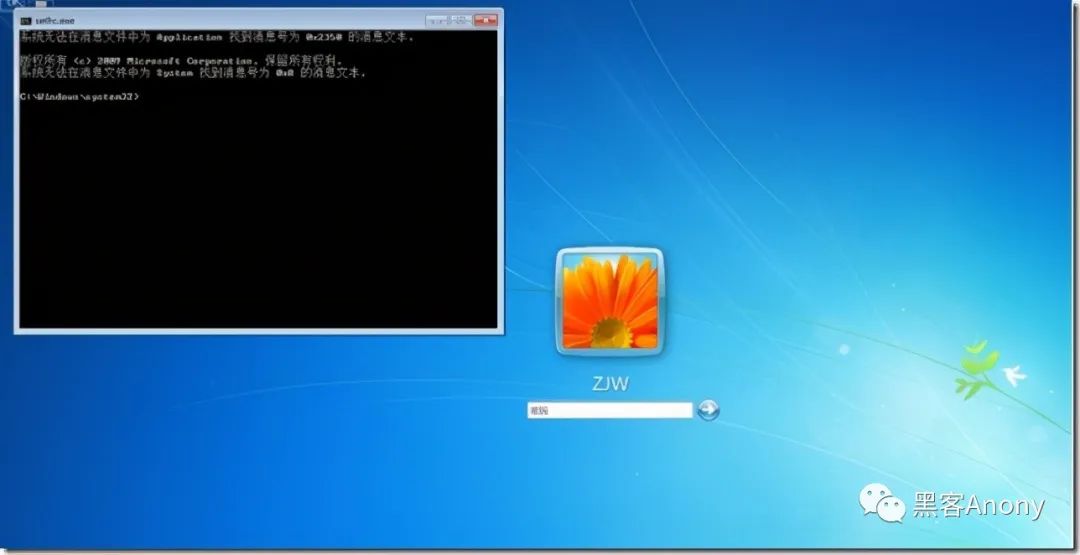 sethc.exe
系统无法在消息文件中为 Application 找到消息号为 0x2350 的消息文本。
版权所有 (c) 2009 Microsoft Corporation。保留所有权利。
系统无法在消息文件中为 System 找到消息号为 0x8 的消息文本。
C:\Windows\system32>
ZJW
密码
黑客Anony